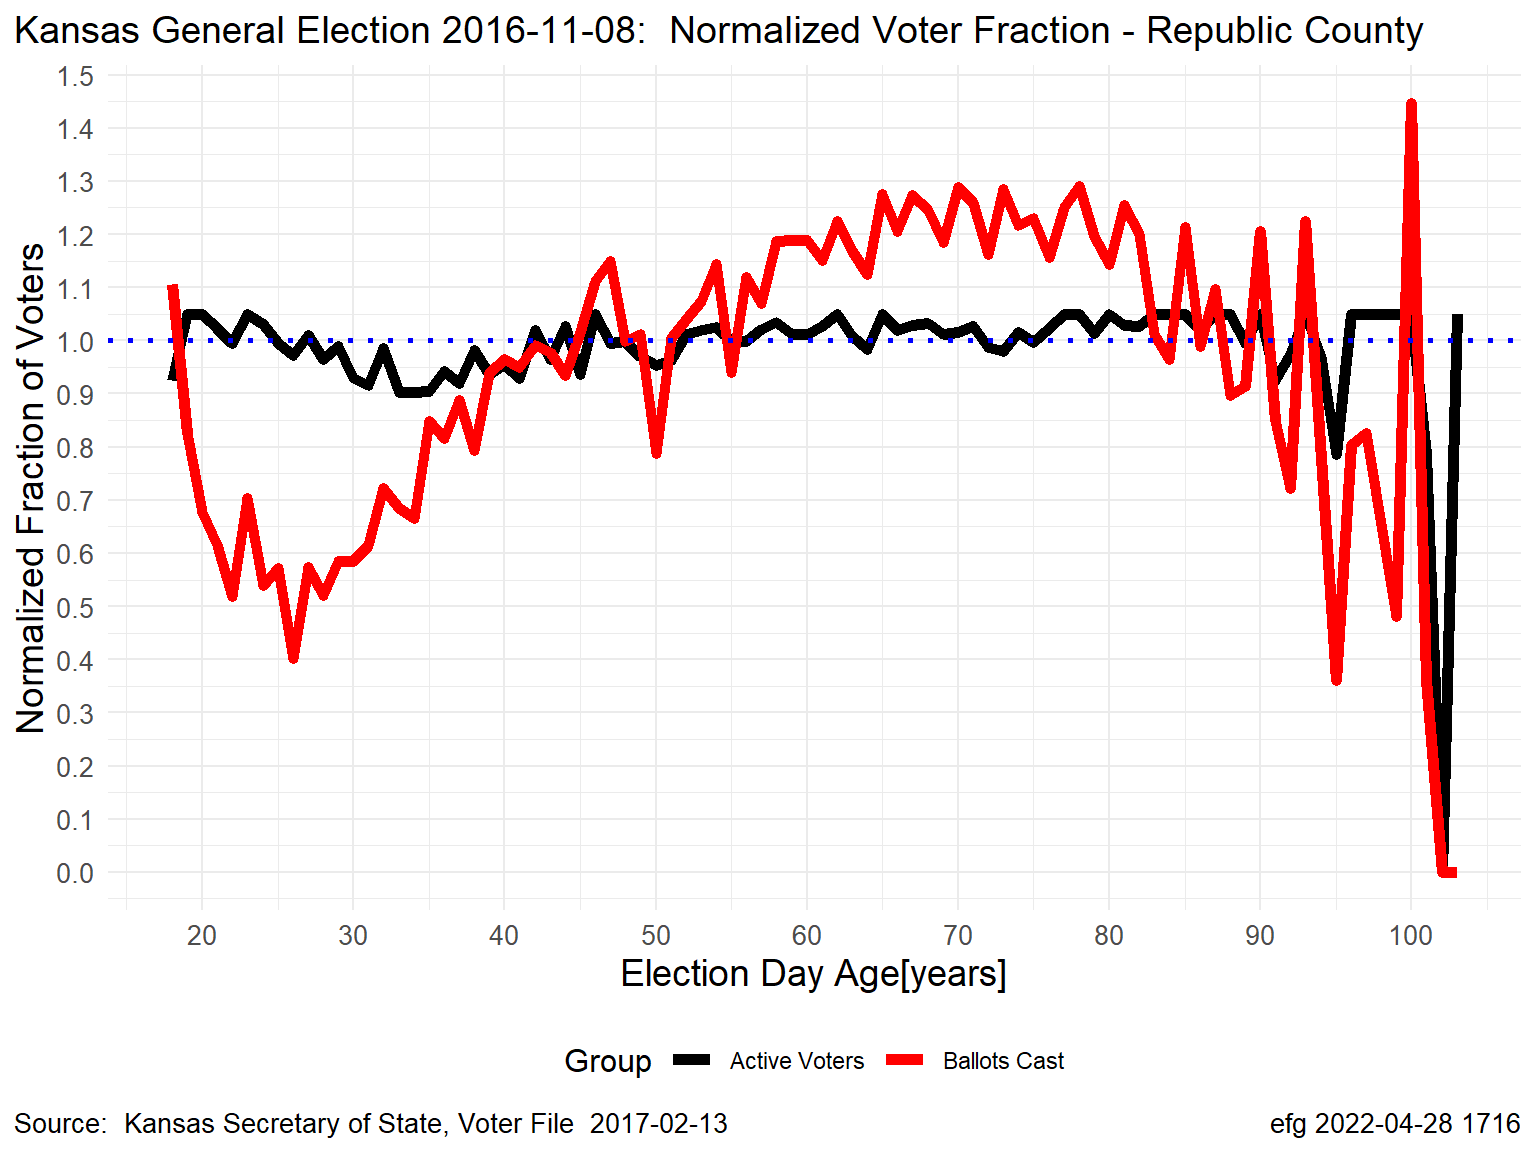 Kansas General Election 2016-11-08:  Normalized Voter Fraction - Republic County
Normalized Fraction of Voters
1.5
1.4
1.3
1.2
1.1
1.0
0.9
0.8
0.7
0.6
0.5
0.4
0.3
0.2
0.1
0.0
20 30 40 50 60 70 80 90 100
Election Day Age[years]
Group Active Voters Ballots Cast
Source:  Kansas Secretary of State, Voter File  2017-02-13
efg 2022-04-28 1716